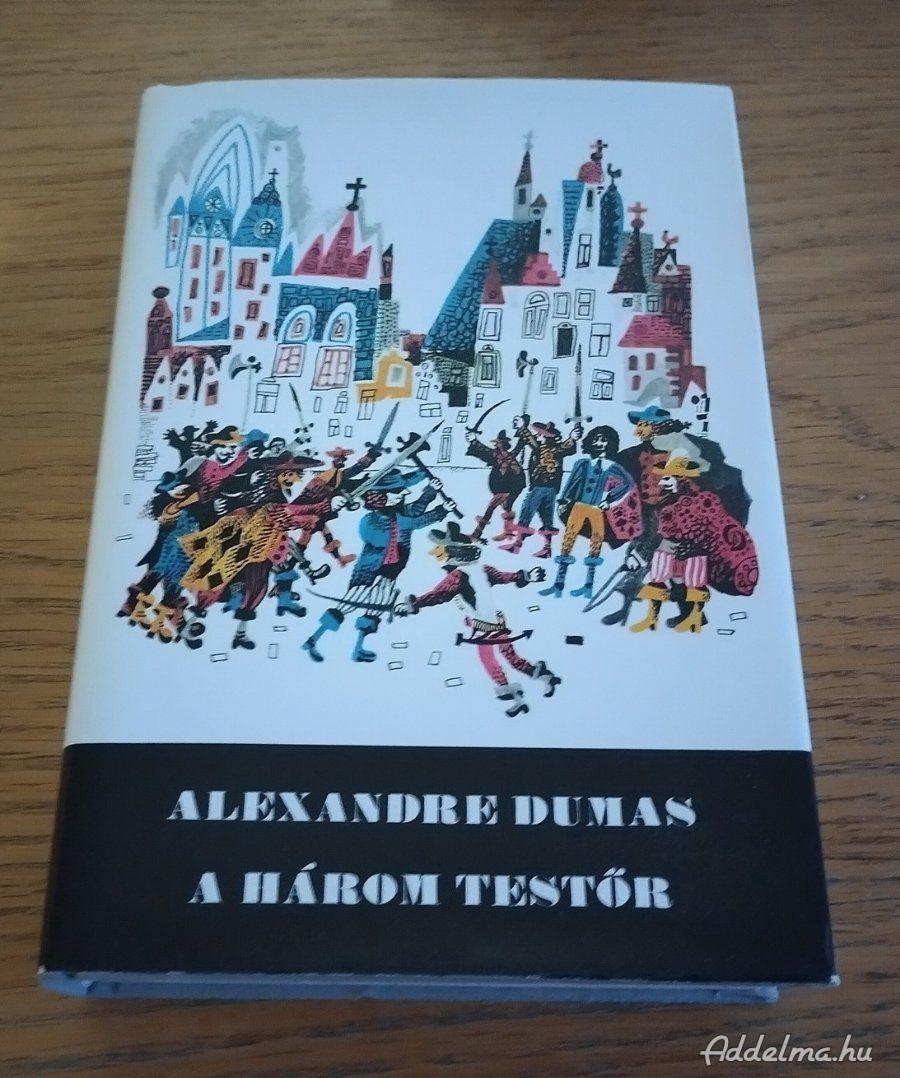 ALEXANDRE DUMAS
A HÁROM TESTŐR
Addelma.hu